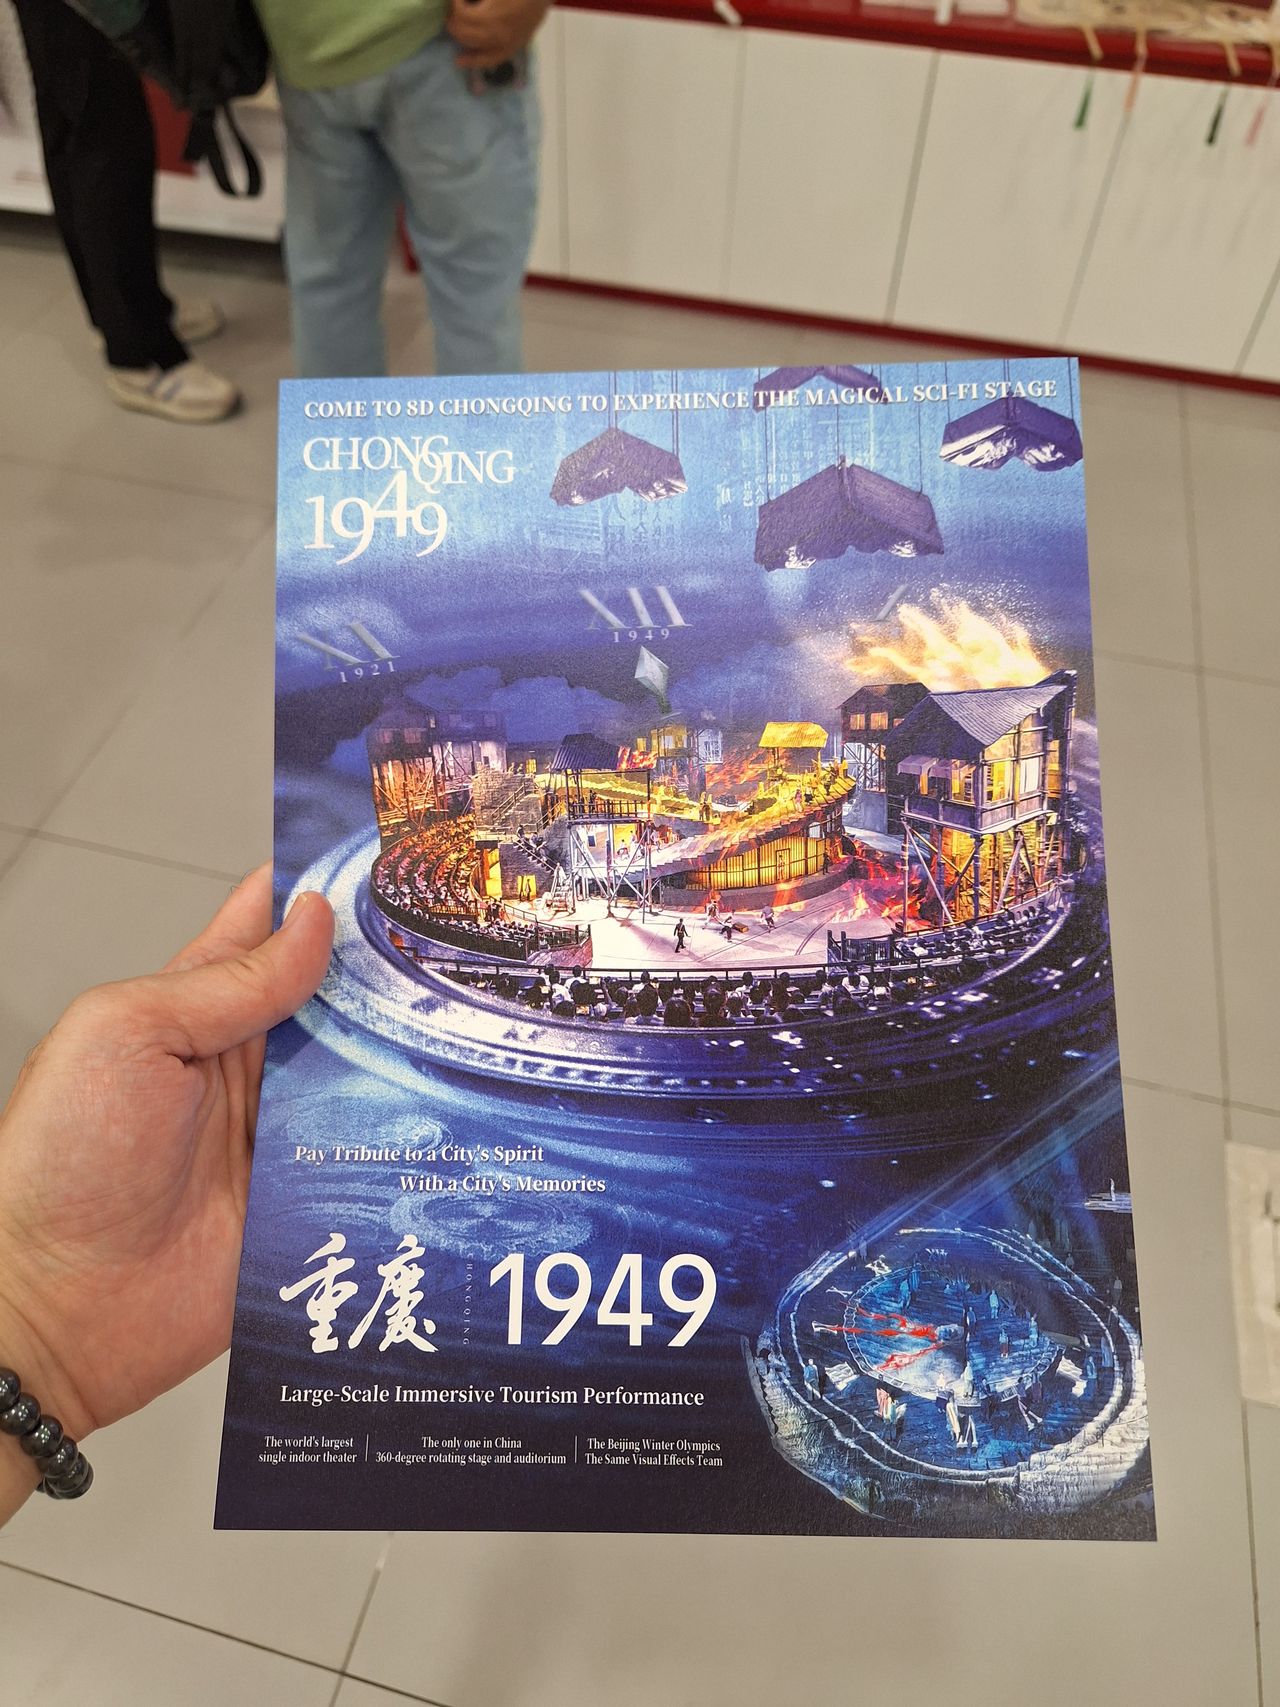 COME TO 8D CHONGQING TO EXPERIENCE THE MAGICAL SCI-FI STAGE
CHONGQING
1949
XII
1949
XI
1921
Pay Tribute to a City's Spirit
With a City's Memories
重慶 CHONGQING 1949
Large-Scale Immersive Tourism Performance
The world's largest
single indoor theater
The only one in China
360-degree rotating stage and auditorium
The Beijing Winter Olympics
The Same Visual Effects Team